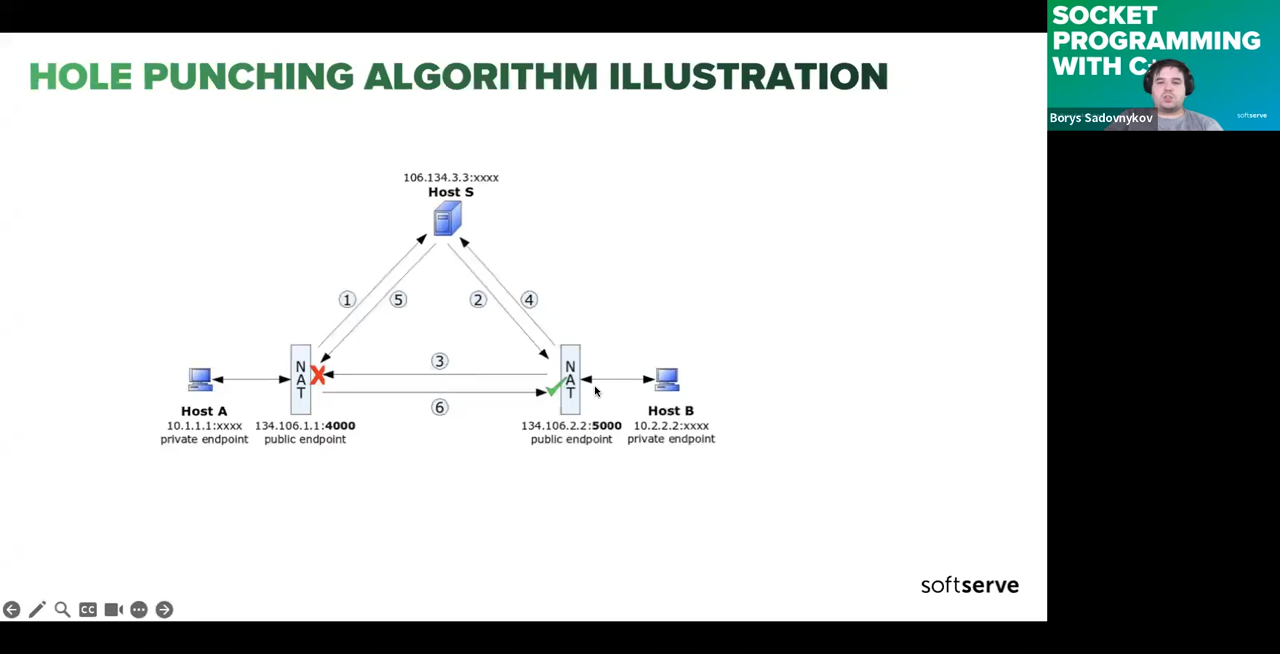 HOLE PUNCHING ALGORITHM ILLUSTRATION
106.134.3.3:xxxx
Host S
1
5
2
4
3
6
N
A
T
N
A
T
Host A
10.1.1.1:xxxx
private endpoint
134.106.1.1:4000
public endpoint
134.106.2.2:5000
public endpoint
Host B
10.2.2.2:xxxx
private endpoint
softserve
CC
SOCKET
PROGRAMMING
WITH C
Borys Sadovnykov
softserve